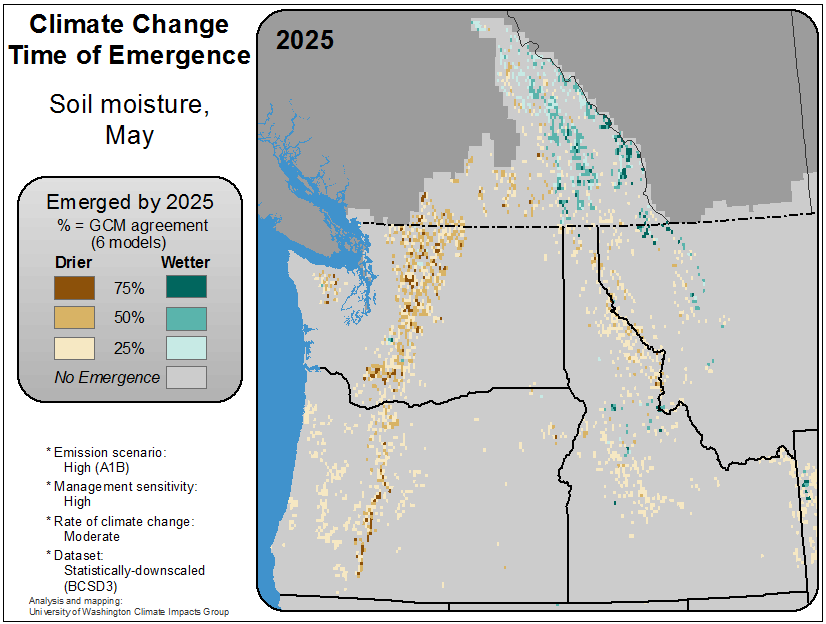 Climate Change
Time of Emergence
Soil moisture,
May
Emerged by 2025
% = GCM agreement
(6 models)
Drier Wetter
75%
50%
25%
No Emergence
* Emission scenario:
High (A1B)
* Management sensitivity:
High
* Rate of climate change:
Moderate
* Dataset:
Statistically-downscaled
(BCSD3)
Analysis and mapping:
University of Washington Climate Impacts Group
2025